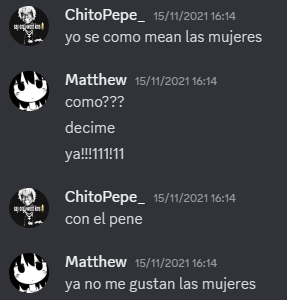 ChitoPepe_ 15/11/2021 16:14
yo se como mean las mujeres
Matthew 15/11/2021 16:14
como???
decime
ya!!!111!11
ChitoPepe_ 15/11/2021 16:14
con el pene
Matthew 15/11/2021 16:14
ya no me gustan las mujeres